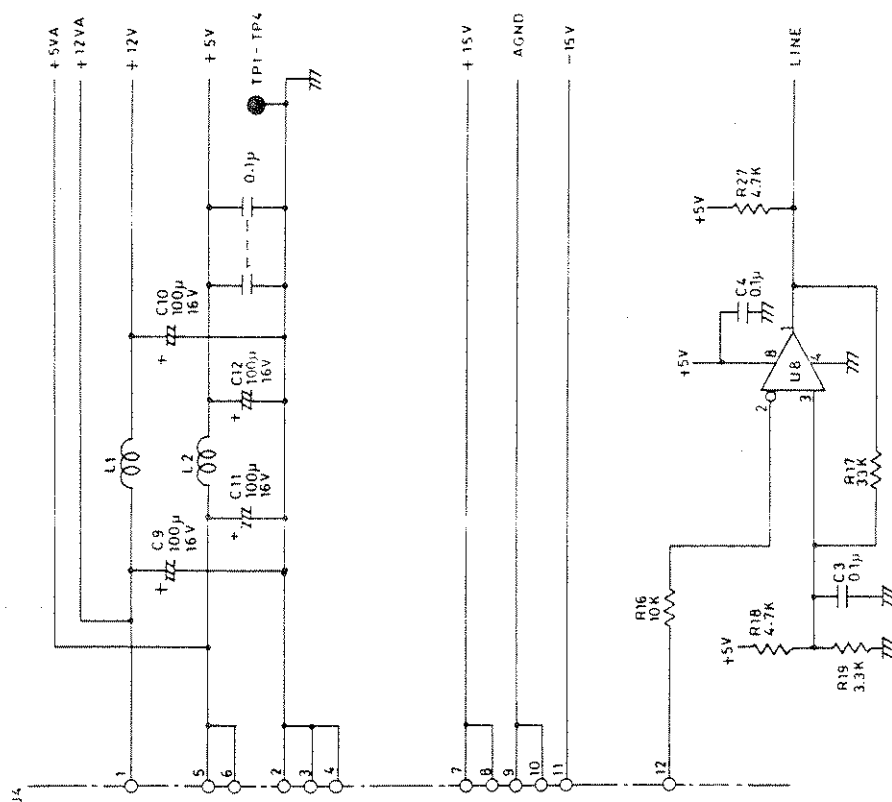 J4
+5VA
+12VA
+12V
+5V
TP1-TP4
1
5
6
2
3
4
L1
L2
+
C9
100µ
16V
+
C11
100µ
16V
+
C12
100µ
16V
+
C10
100µ
16V
0.1µ
7
8
9
10
11
+15V
AGND
-15V
12
R16
10K
+5V
R18
4.7K
R19
3.3K
C3
0.1µ
R17
33K
2
3
U8
8
4
1
+5V
C4
0.1µ
+5V
R27
4.7K
LINE